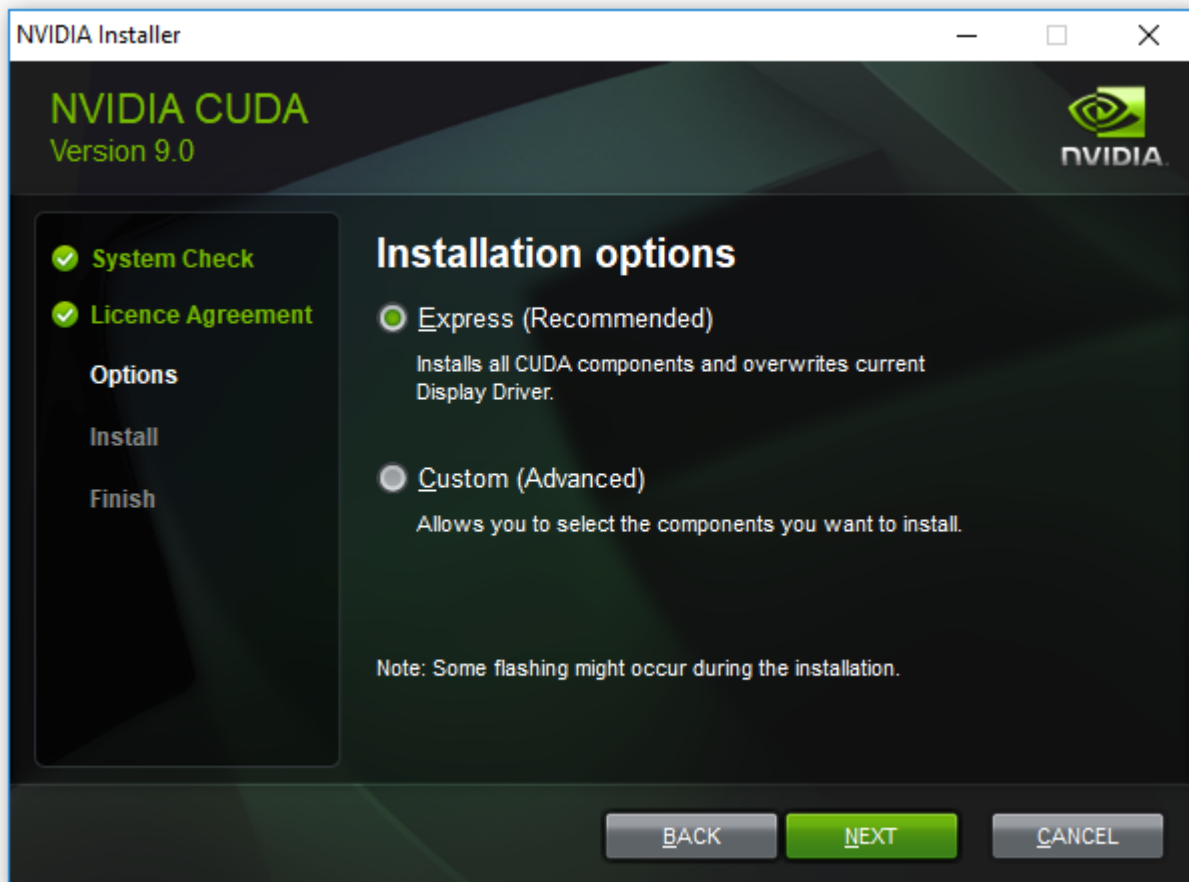 NVIDIA Installer
NVIDIA CUDA
Version 9.0
NVIDIA.
System Check
Licence Agreement
Options
Install
Finish
Installation options
Express (Recommended)
Installs all CUDA components and overwrites current
Display Driver.
Custom (Advanced)
Allows you to select the components you want to install.
Note: Some flashing might occur during the installation.
BACK
NEXT
CANCEL